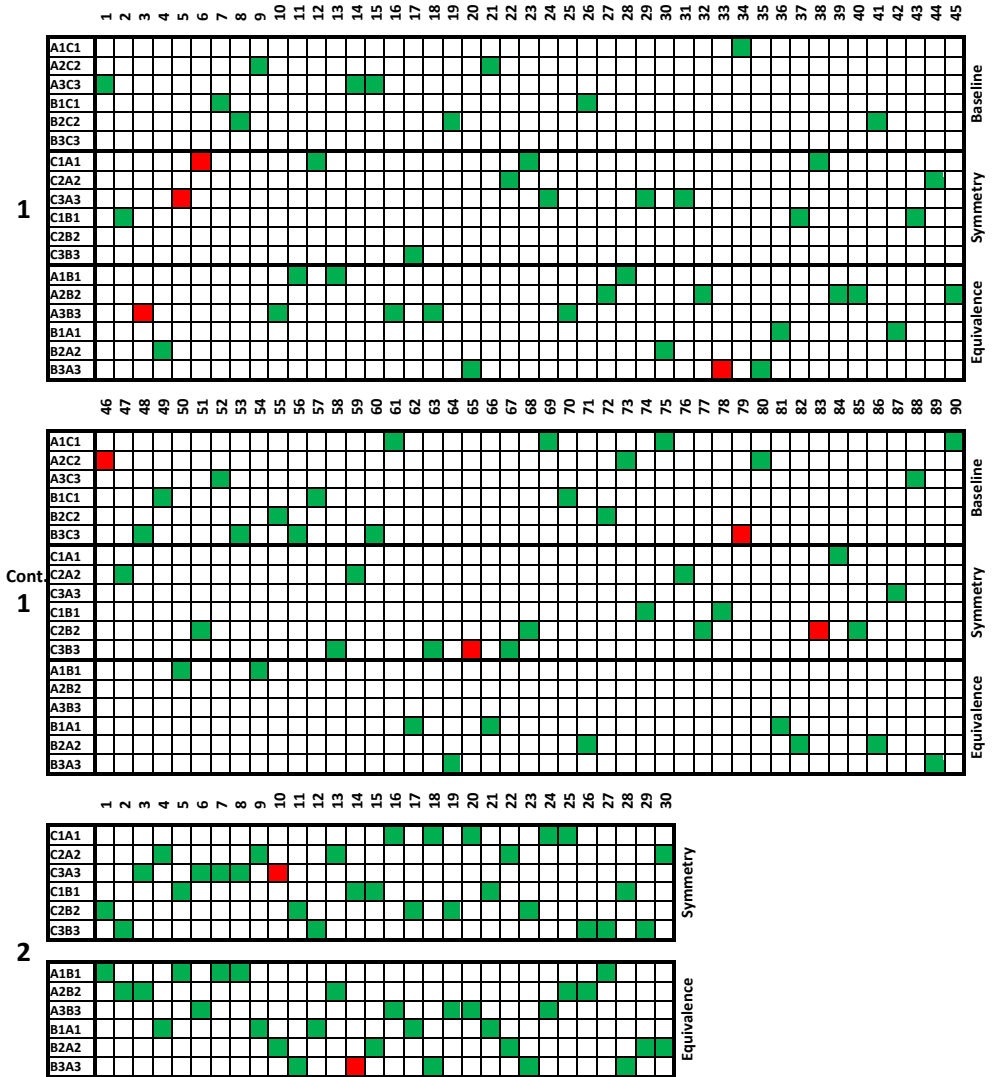 1 2 3 4 5 6 7 8 9 10 11 12 13 14 15 16 17 18 19 20 21 22 23 24 25 26 27 28 29 30 31 32 33 34 35 36 37 38 39 40 41 42 43 44 45
A1C1
A2C2
A3C3
B1C1
B2C2
B3C3
Baseline
1
C1A1
C2A2
C3A3
C1B1
C2B2
C3B3
Symmetry
A1B1
A2B2
A3B3
B1A1
B2A2
B3A3
Equivalence
46 47 48 49 50 51 52 53 54 55 56 57 58 59 60 61 62 63 64 65 66 67 68 69 70 71 72 73 74 75 76 77 78 79 80 81 82 83 84 85 86 87 88 89 90
A1C1
A2C2
A3C3
B1C1
B2C2
B3C3
Baseline
Cont.
1
C1A1
C2A2
C3A3
C1B1
C2B2
C3B3
Symmetry
A1B1
A2B2
A3B3
B1A1
B2A2
B3A3
Equivalence
1 2 3 4 5 6 7 8 9 10 11 12 13 14 15 16 17 18 19 20 21 22 23 24 25 26 27 28 29 30
C1A1
C2A2
C3A3
C1B1
C2B2
C3B3
Symmetry
2
A1B1
A2B2
A3B3
B1A1
B2A2
B3A3
Equivalence